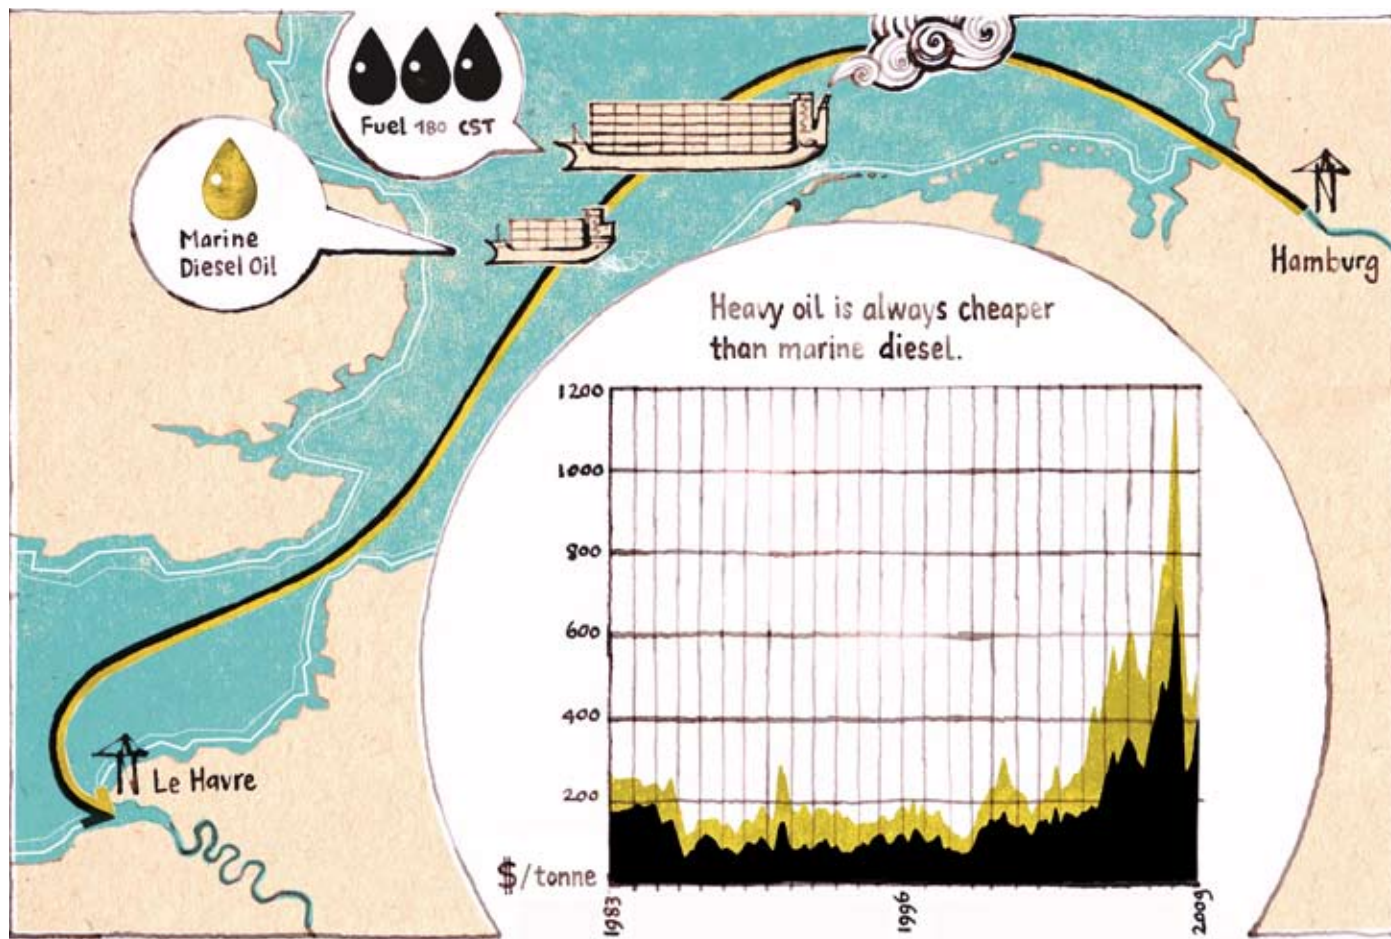 Fuel 180 CST
Marine
Diesel Oil
Hamburg
Heavy oil is always cheaper
than marine diesel.
1200
1000
800
600
400
200
$/tonne
1983
1996
2009
Le Havre